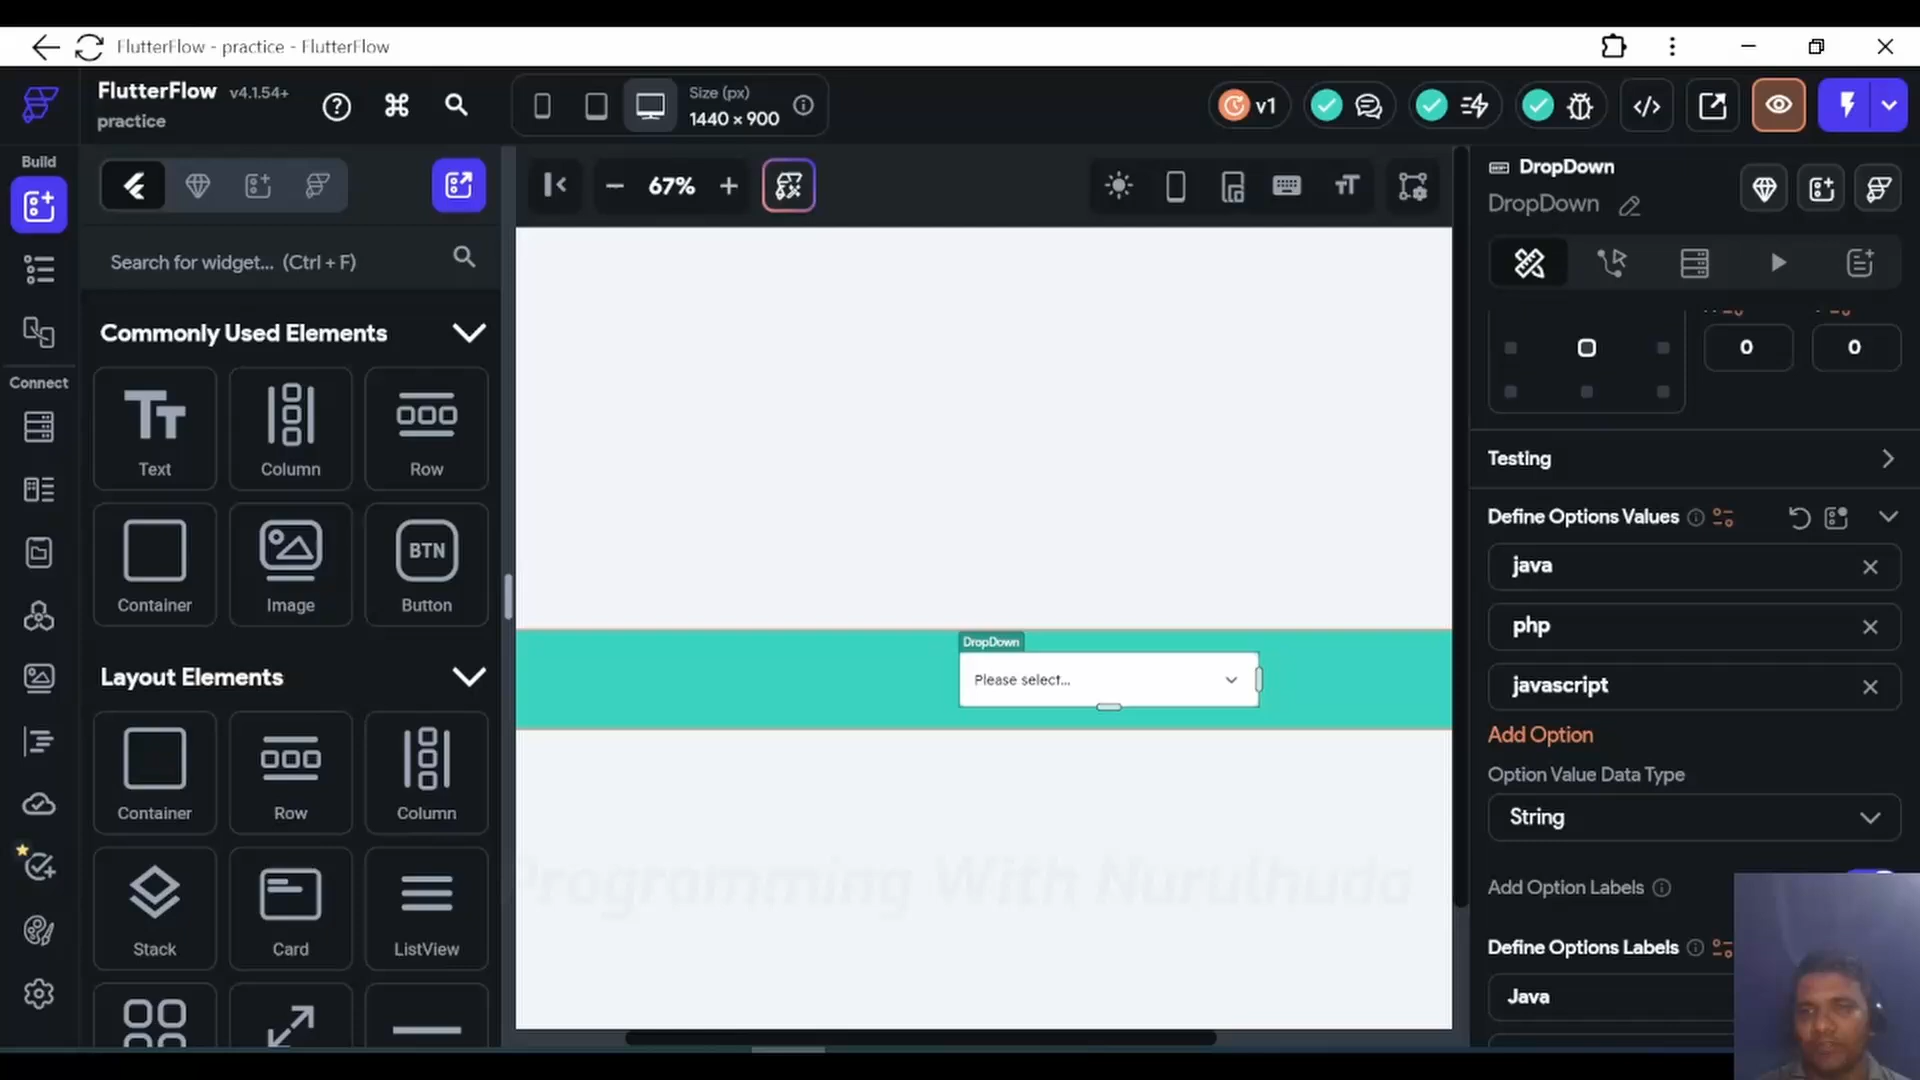 FlutterFlow - practice - FlutterFlow
FlutterFlow v4.1.54+
practice
Size (px)
1440 × 900
v1
Build
67%
DropDown
DropDown
Search for widget... (Ctrl + F)
Commonly Used Elements
Text
Column
Row
Connect
0
0
Testing
Define Options Values
java
BTN
Container
Image
Button
php
DropDown
Please select...
javascript
Layout Elements
Add Option
Option Value Data Type
String
Container
Row
Column
Programming With Nurulhuda
Add Option Labels
Stack
Card
ListView
Define Options Labels
Java